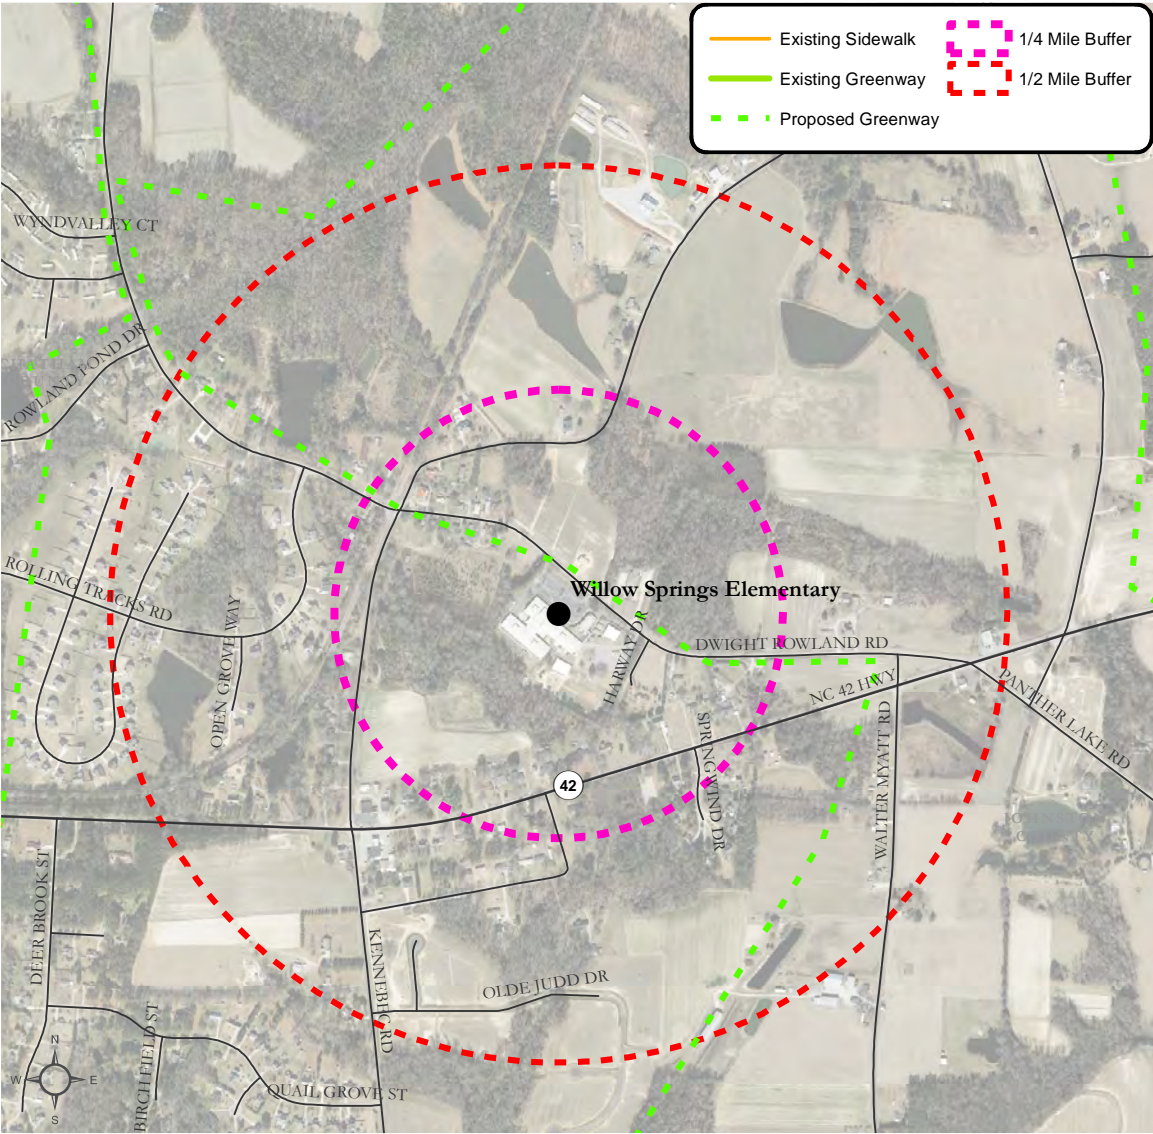 Existing Sidewalk
1/4 Mile Buffer
Existing Greenway
1/2 Mile Buffer
Proposed Greenway
WYNDVALLEY CT
ROWLAND POND DR
ROLLING TRACKS RD
OPEN GROVE WAY
Willow Springs Elementary
HARWAY DR
DWIGHT ROWLAND RD
NC 42 HWY
PANTHER LAKE RD
SPRINGWIND DR
WALTER MYATT RD
42
DEER BROOK ST
KENNEBEC RD
OLDE JUDD DR
BIRCHFIELD ST
QUAIL GROVE ST
N
W
E
S